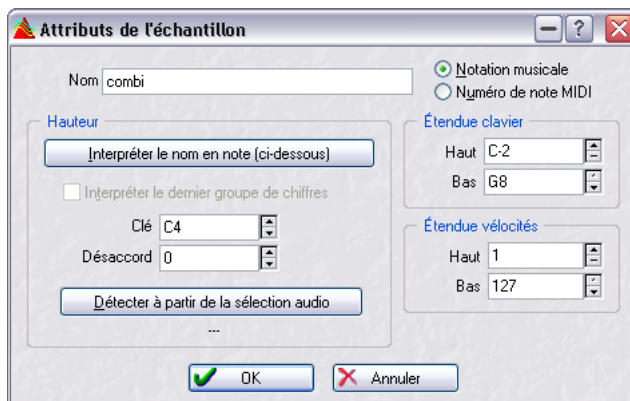 Attributs de l'échantillon
Nom combi
Notation musicale
Numéro de note MIDI
Hauteur
Interpréter le nom en note (ci-dessous)
Interpréter le dernier groupe de chiffres
Clé C4
Désaccord 0
Détecter à partir de la sélection audio
---
Étendue clavier
Haut C-2
Bas G8
Étendue vélocités
Haut 1
Bas 127
OK
Annuler